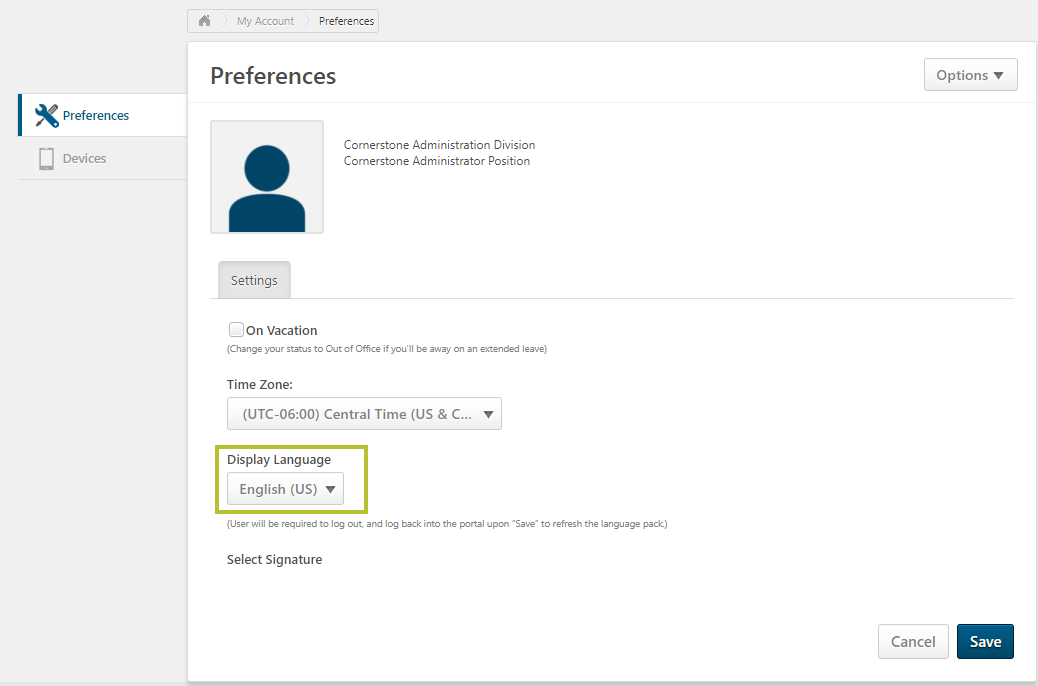 My Account
Preferences
Preferences
Options
Preferences
Devices
Cornerstone Administration Division
Cornerstone Administrator Position
Settings
On Vacation
(Change your status to Out of Office if you'll be away on an extended leave)
Time Zone:
(UTC-06:00) Central Time (US & C...
Display Language
English (US)
(User will be required to log out, and log back into the portal upon "Save" to refresh the language pack.)
Select Signature
Cancel
Save